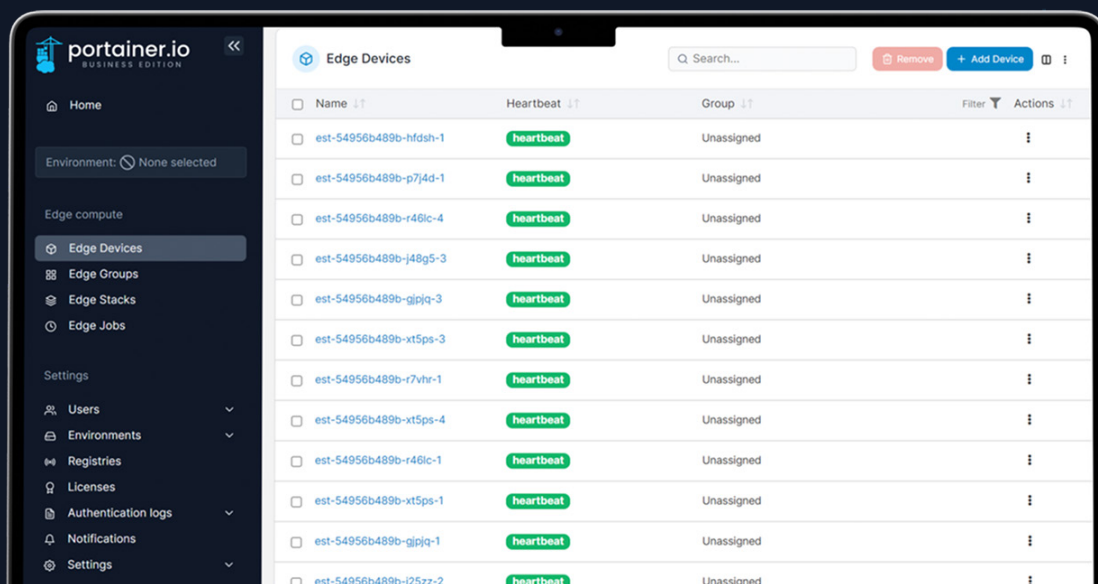 portainer.io
BUSINESS EDITION
Home
Environment: None selected
Edge compute
Edge Devices
Edge Groups
Edge Stacks
Edge Jobs
Settings
Users
Environments
Registries
Licenses
Authentication logs
Notifications
Settings
Edge Devices
Search...
Remove
+ Add Device
Name Heartbeat Group Filter Actions
est-54956b489b-hfdsh-1 heartbeat Unassigned
est-54956b489b-p7j4d-1 heartbeat Unassigned
est-54956b489b-r46lc-4 heartbeat Unassigned
est-54956b489b-j48g5-3 heartbeat Unassigned
est-54956b489b-gjpjq-3 heartbeat Unassigned
est-54956b489b-xt5ps-3 heartbeat Unassigned
est-54956b489b-r7vhr-1 heartbeat Unassigned
est-54956b489b-xt5ps-4 heartbeat Unassigned
est-54956b489b-r46lc-1 heartbeat Unassigned
est-54956b489b-xt5ps-1 heartbeat Unassigned
est-54956b489b-gjpjq-1 heartbeat Unassigned
est-54956b489b-j25zz-2 heartbeat Unassigned